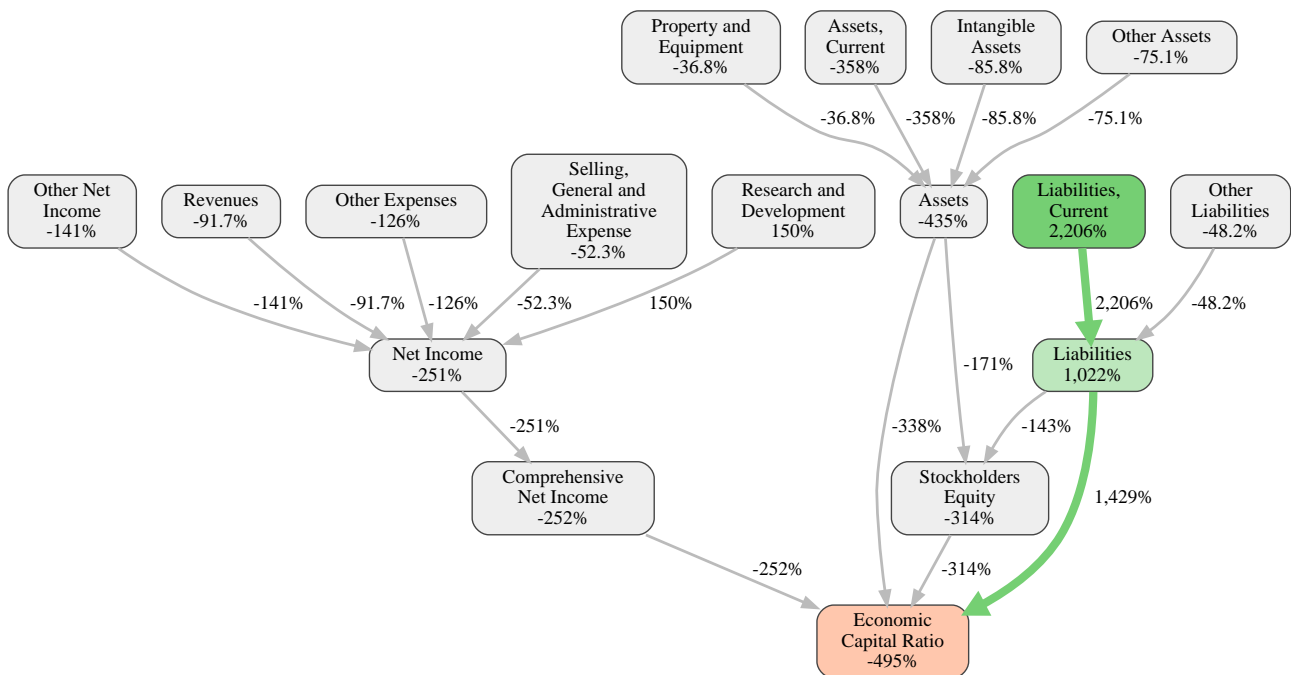 Property and
Equipment
-36.8%
Assets,
Current
-358%
Intangible
Assets
-85.8%
Other Assets
-75.1%
-36.8%
-358%
-85.8%
-75.1%
Other Net
Income
-141%
Revenues
-91.7%
Other Expenses
-126%
Selling,
General and
Administrative
Expense
-52.3%
Research and
Development
150%
Assets
-435%
Liabilities,
Current
2,206%
Other
Liabilities
-48.2%
-141%
-91.7%
-126%
-52.3%
150%
2,206%
-48.2%
Net Income
-251%
Liabilities
1,022%
-171%
-251%
-338%
-143%
Comprehensive
Net Income
-252%
Stockholders
Equity
-314%
1,429%
-252%
-314%
Economic
Capital Ratio
-495%